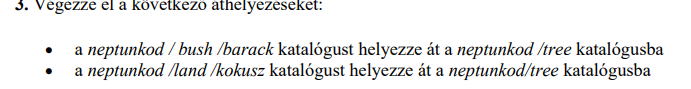 3. Végezze el a következő áthelyezéseket:
• a neptunkod / bush /barack katalógust helyezze át a neptunkod /tree katalógusba
• a neptunkod /land /kokusz katalógust helyezze át a neptunkod/tree katalógusba